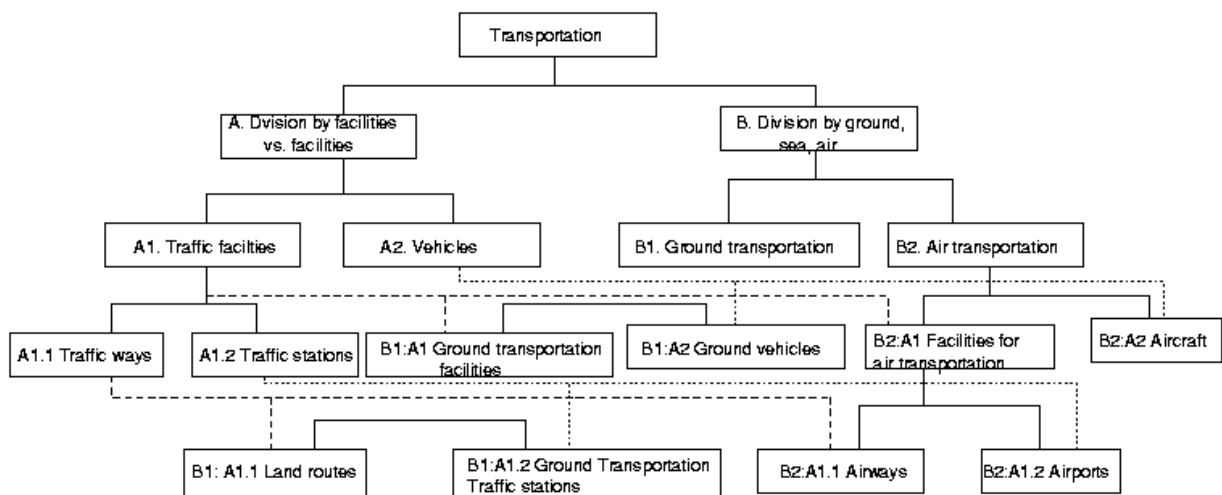 Transportation
A. Dvision by facilities
vs. facilities
B. Division by ground,
sea, air
A1. Traffic facilties
A2. Vehicles
B1. Ground transportation
B2. Air transportation
A1.1 Traffic ways
A1.2 Traffic stations
B1:A1 Ground transportation
facilities
B1:A2 Ground vehicles
B2:A1 Facilities for
air transportation
B2:A2 Aircraft
B1: A1.1 Land routes
B1:A1.2 Ground Transportation
Traffic stations
B2:A1.1 Airways
B2:A1.2 Airports